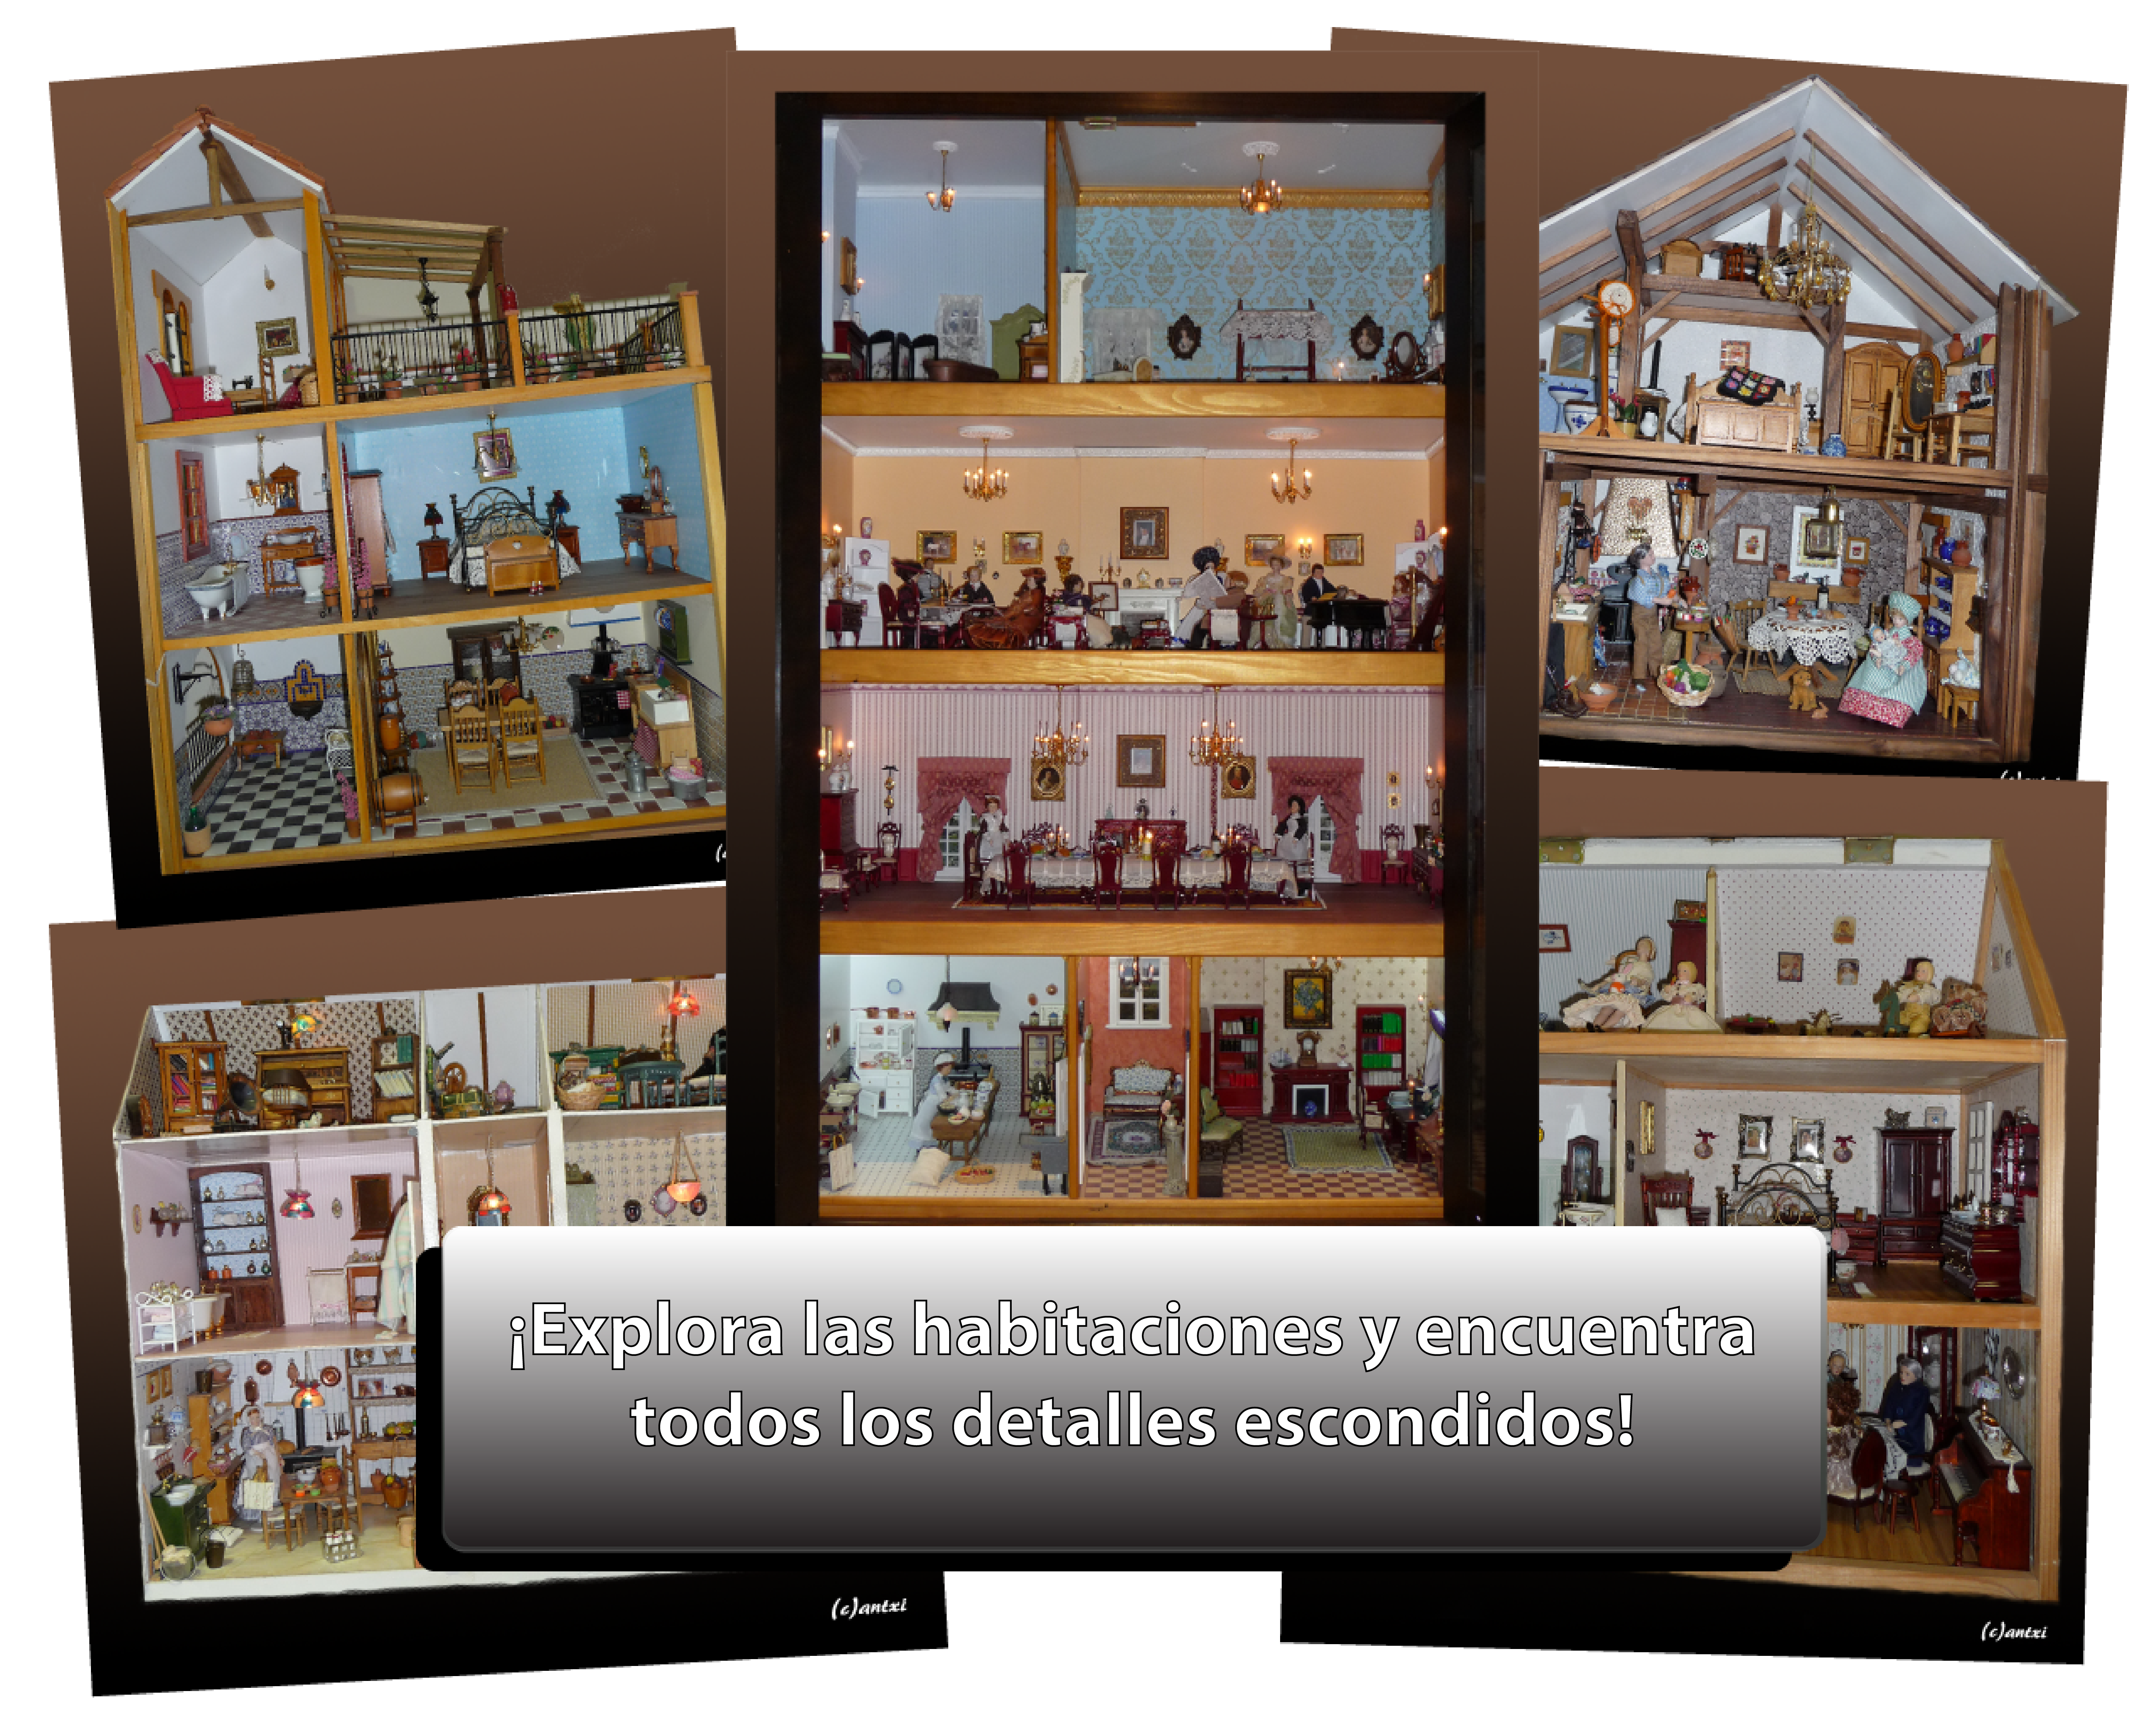 ¡Explora las habitaciones y encuentra
todos los detalles escondidos!
(c)antxi
(c)antxi